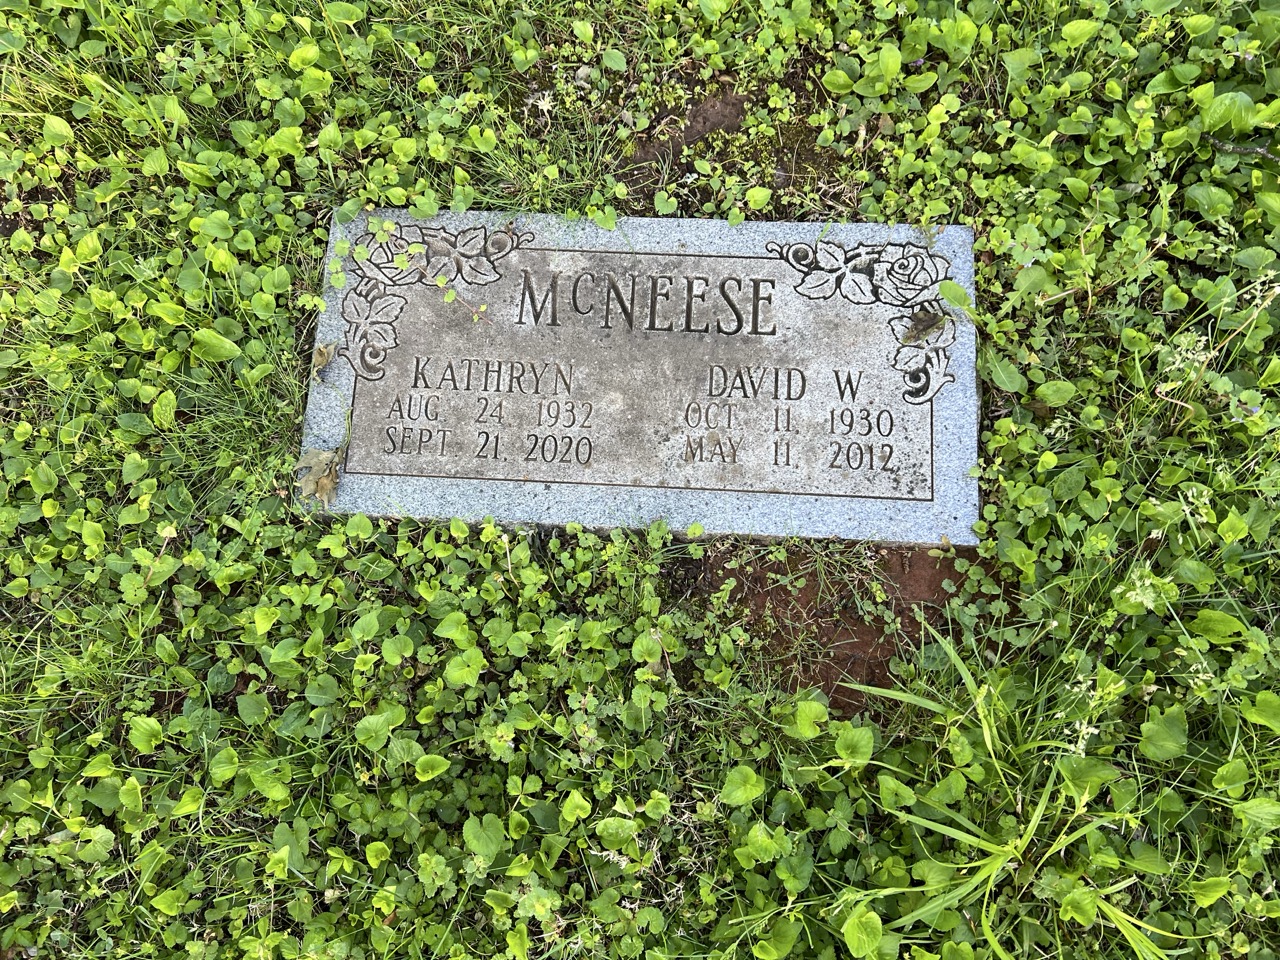 McNEESE
KATHRYN
AUG 24, 1932
SEPT 21, 2020
DAVID W
OCT 11, 1930
MAY 11, 2012